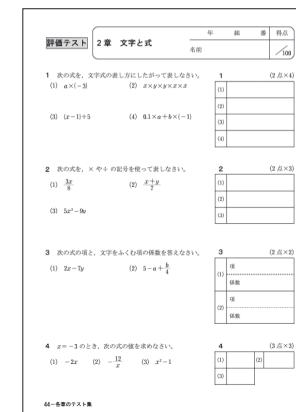 評価テスト 2章 文字と式
年 組 番 得点
名前 /100
1 次の式を，文字式の表し方にしたがって表しなさい。 1 (2点×4)
(1) a×(−3) (2) x×y×y×x×x (1)
(2)
(3) (x−1)÷5 (4) 0.1×a+b×(−1) (3)
(4)
2 次の式を，× や ÷ の記号を使って表しなさい。 2 (2点×3)
(1) 3x/8 (2) x+y/7 (1)
(2)
(3) 5x²−9y (3)
3 次の式の項と，文字をふくむ項の係数を答えなさい。 3 (2点×2)
(1) 2x−7y (2) 5−a+b/4 (1) 項
係数
(2) 項
係数
4 x=−3のとき，次の式の値を求めなさい。 4 (3点×3)
(1) −2x (2) −12/x (3) x²−1 (1) (2)
(3)
44−各章のテスト集